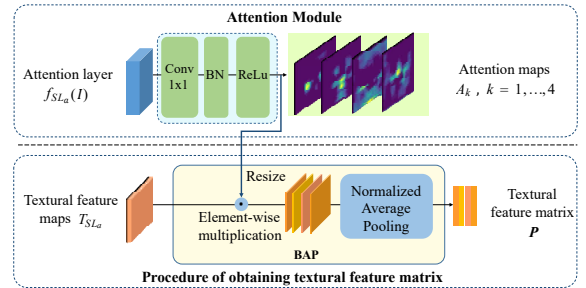 Attention Module
Attention layer
f_{SL_a}(I)
Conv
1x1
BN
ReLu
Attention maps
A_k , k = 1,…,4
Resize
Textural feature
maps T_{SL_a}
Element-wise
multiplication
Normalized
Average
Pooling
BAP
Textural
feature matrix
P
Procedure of obtaining textural feature matrix